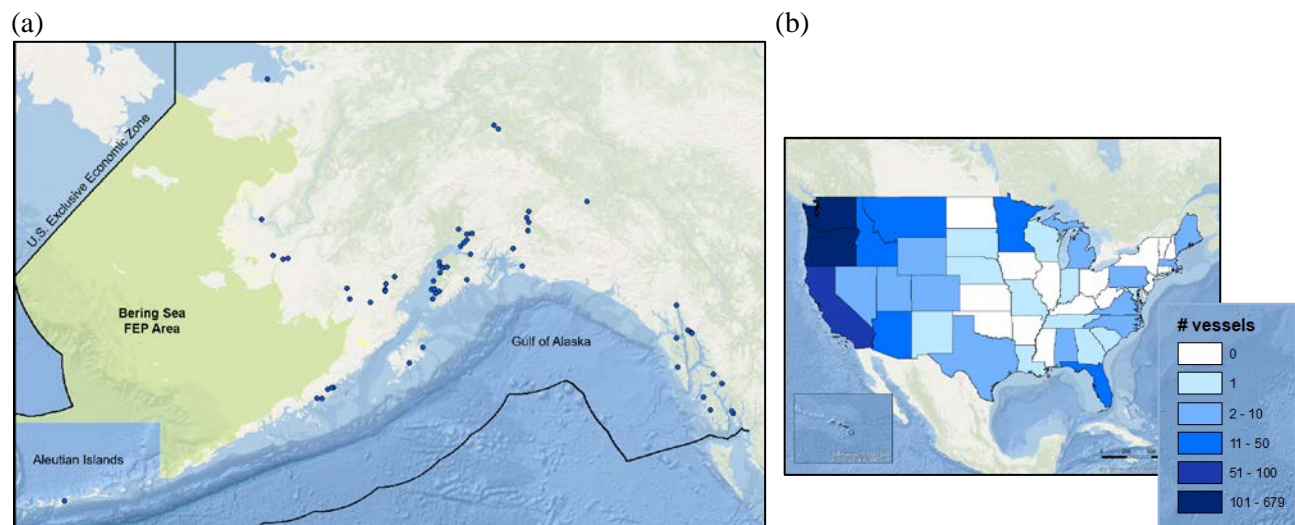 (a)
(b)
U.S. Exclusive Economic Zone
Bering Sea
FEP Area
Gulf of Alaska
Aleutian Islands
# vessels
0
1
2 - 10
11 - 50
51 - 100
101 - 679